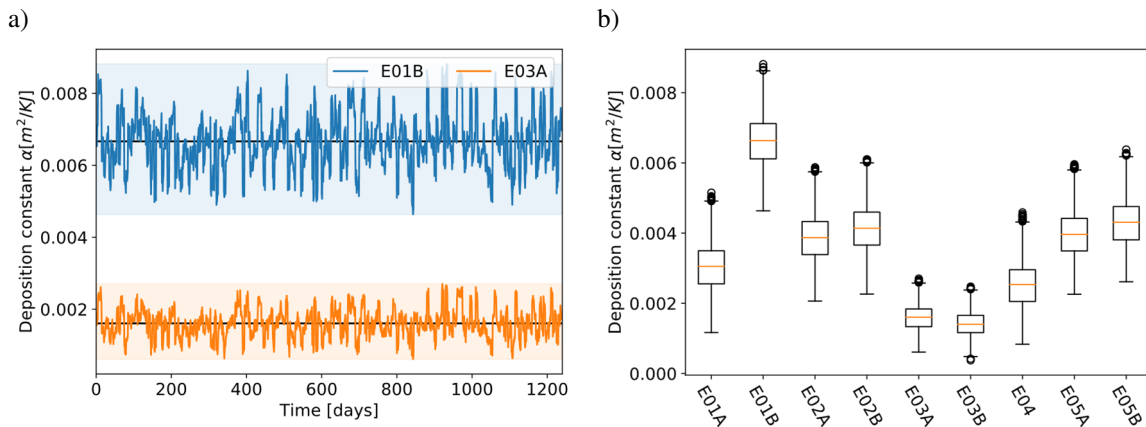 a)
E01B
E03A
Deposition constant α[m²/KJ]
0.008
0.006
0.004
0.002
0
200
400
600
800
1000
1200
Time [days]
b)
Deposition constant α[m²/KJ]
0.008
0.006
0.004
0.002
0.000
E01A
E01B
E02A
E02B
E03A
E03B
E04
E05A
E05B